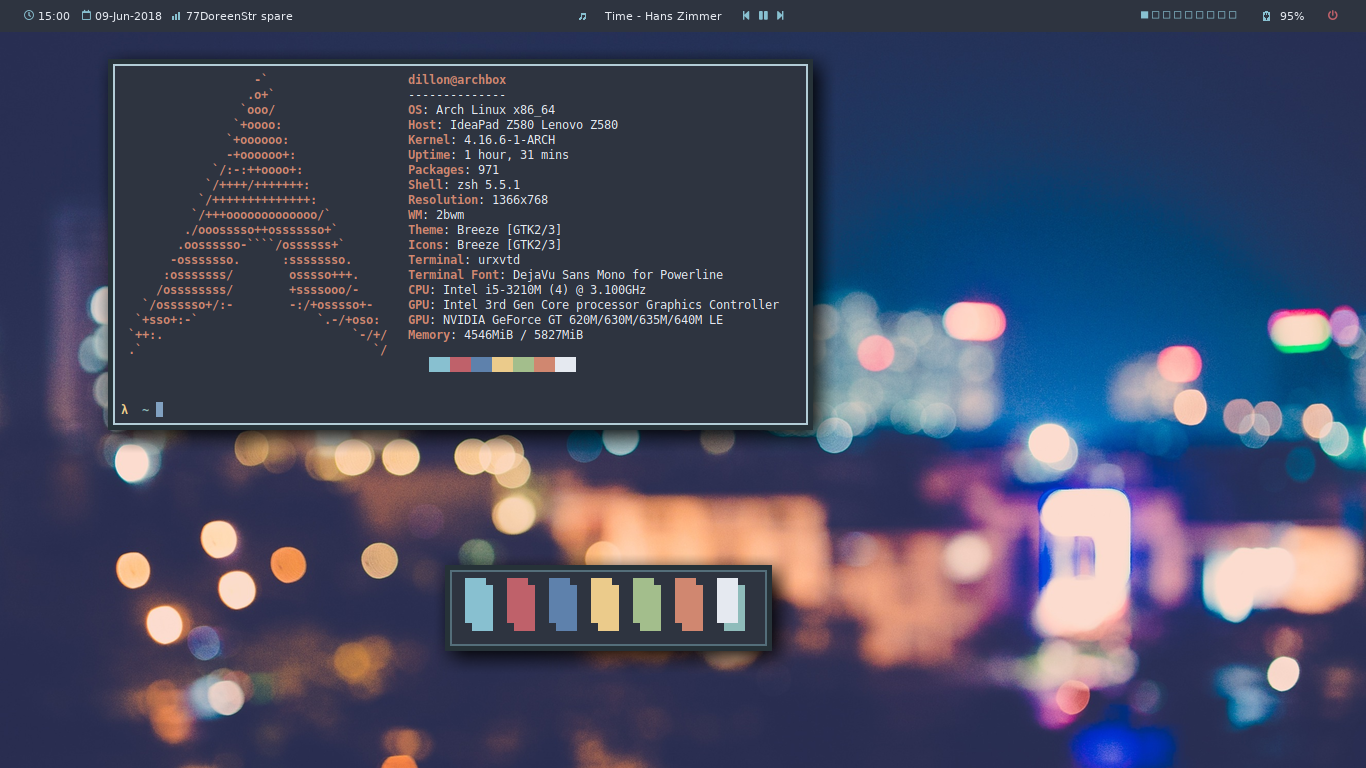 15:00 09-Jun-2018 77DoreenStr spare Time - Hans Zimmer 95%
                   -`
                  .o+`
                 `ooo/
                `+oooo:
               `+oooooo:
               -+oooooo+:
             `/:-:++oooo+:
            `/++++/+++++++:
           `/++++++++++++++:
          `/+++ooooooooooooo/`
         ./ooosssso++osssssso+`
        .oossssso-````/ossssss+`
       -osssssso.      :ssssssso.
      :osssssss/        osssso+++.
     /ossssssss/        +ssssooo/-
   `/ossssso+/:-        -:/+osssso+-
  `+sso+:-`                 `.-/+oso:
 `++:.                           `-/+/
 .`                                 `/
dillon@archbox
--------------
OS: Arch Linux x86_64
Host: IdeaPad Z580 Lenovo Z580
Kernel: 4.16.6-1-ARCH
Uptime: 1 hour, 31 mins
Packages: 971
Shell: zsh 5.5.1
Resolution: 1366x768
WM: 2bwm
Theme: Breeze [GTK2/3]
Icons: Breeze [GTK2/3]
Terminal: urxvtd
Terminal Font: DejaVu Sans Mono for Powerline
CPU: Intel i5-3210M (4) @ 3.100GHz
GPU: Intel 3rd Gen Core processor Graphics Controller
GPU: NVIDIA GeForce GT 620M/630M/635M/640M LE
Memory: 4546MiB / 5827MiB
λ ~